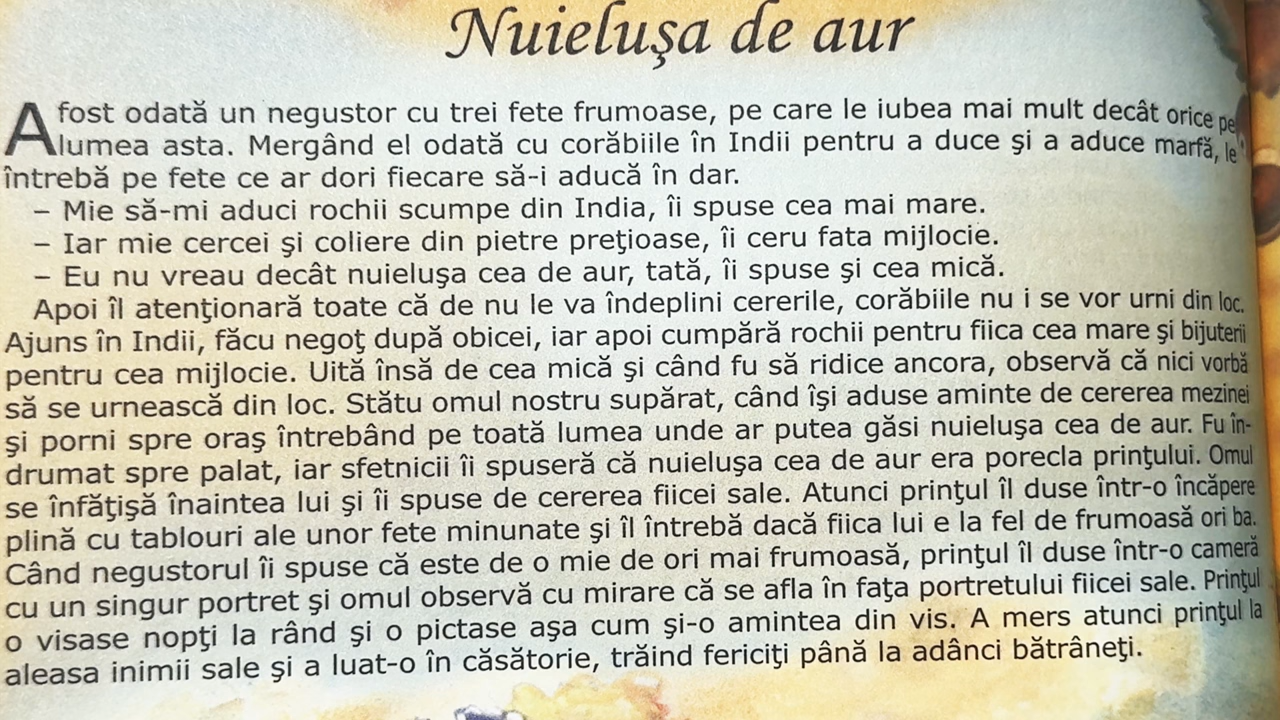 Nuieluşa de aur
A fost odată un negustor cu trei fete frumoase, pe care le iubea mai mult decât orice pe
lumea asta. Mergând el odată cu corăbiile în Indii pentru a duce şi a aduce marfă, le
întrebă pe fete ce ar dori fiecare să-i aducă în dar.
– Mie să-mi aduci rochii scumpe din India, îi spuse cea mai mare.
– Iar mie cercei şi coliere din pietre preţioase, îi ceru fata mijlocie.
– Eu nu vreau decât nuieluşa cea de aur, tată, îi spuse şi cea mică.
Apoi îl atenţionară toate că de nu le va îndeplini cererile, corăbiile nu i se vor urni din loc.
Ajuns în Indii, făcu negoţ după obicei, iar apoi cumpără rochii pentru fiica cea mare şi bijuterii
pentru cea mijlocie. Uită însă de cea mică şi când fu să ridice ancora, observă că nici vorbă
să se urnească din loc. Stătu omul nostru supărat, când îşi aduse aminte de cererea mezinei
şi porni spre oraş întrebând pe toată lumea unde ar putea găsi nuieluşa cea de aur. Fu în-
drumat spre palat, iar sfetnicii îi spuseră că nuieluşa cea de aur era porecla prinţului. Omul
se înfăţişă înaintea lui şi îi spuse de cererea fiicei sale. Atunci prinţul îl duse într-o încăpere
plină cu tablouri ale unor fete minunate şi îl întrebă dacă fiica lui e la fel de frumoasă ori ba.
Când negustorul îi spuse că este de o mie de ori mai frumoasă, prinţul îl duse într-o cameră
cu un singur portret şi omul observă cu mirare că se afla în faţa portretului fiicei sale. Prinţul
o visase nopţi la rând şi o pictase aşa cum şi-o amintea din vis. A mers atunci prinţul la
aleasa inimii sale şi a luat-o în căsătorie, trăind fericiţi până la adânci bătrâneţi.